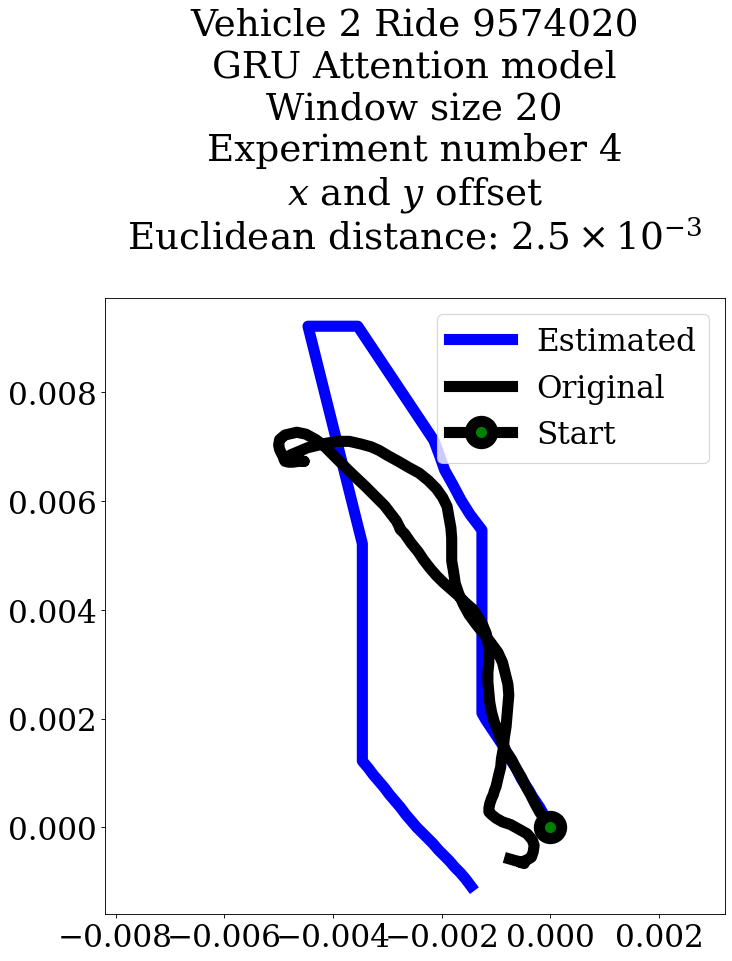 Vehicle 2 Ride 9574020
GRU Attention model
Window size 20
Experiment number 4
x and y offset
Euclidean distance: 2.5 × 10⁻³
Estimated
Original
Start
0.008
0.006
0.004
0.002
0.000
−0.008 −0.006 −0.004 −0.002 0.000 0.002